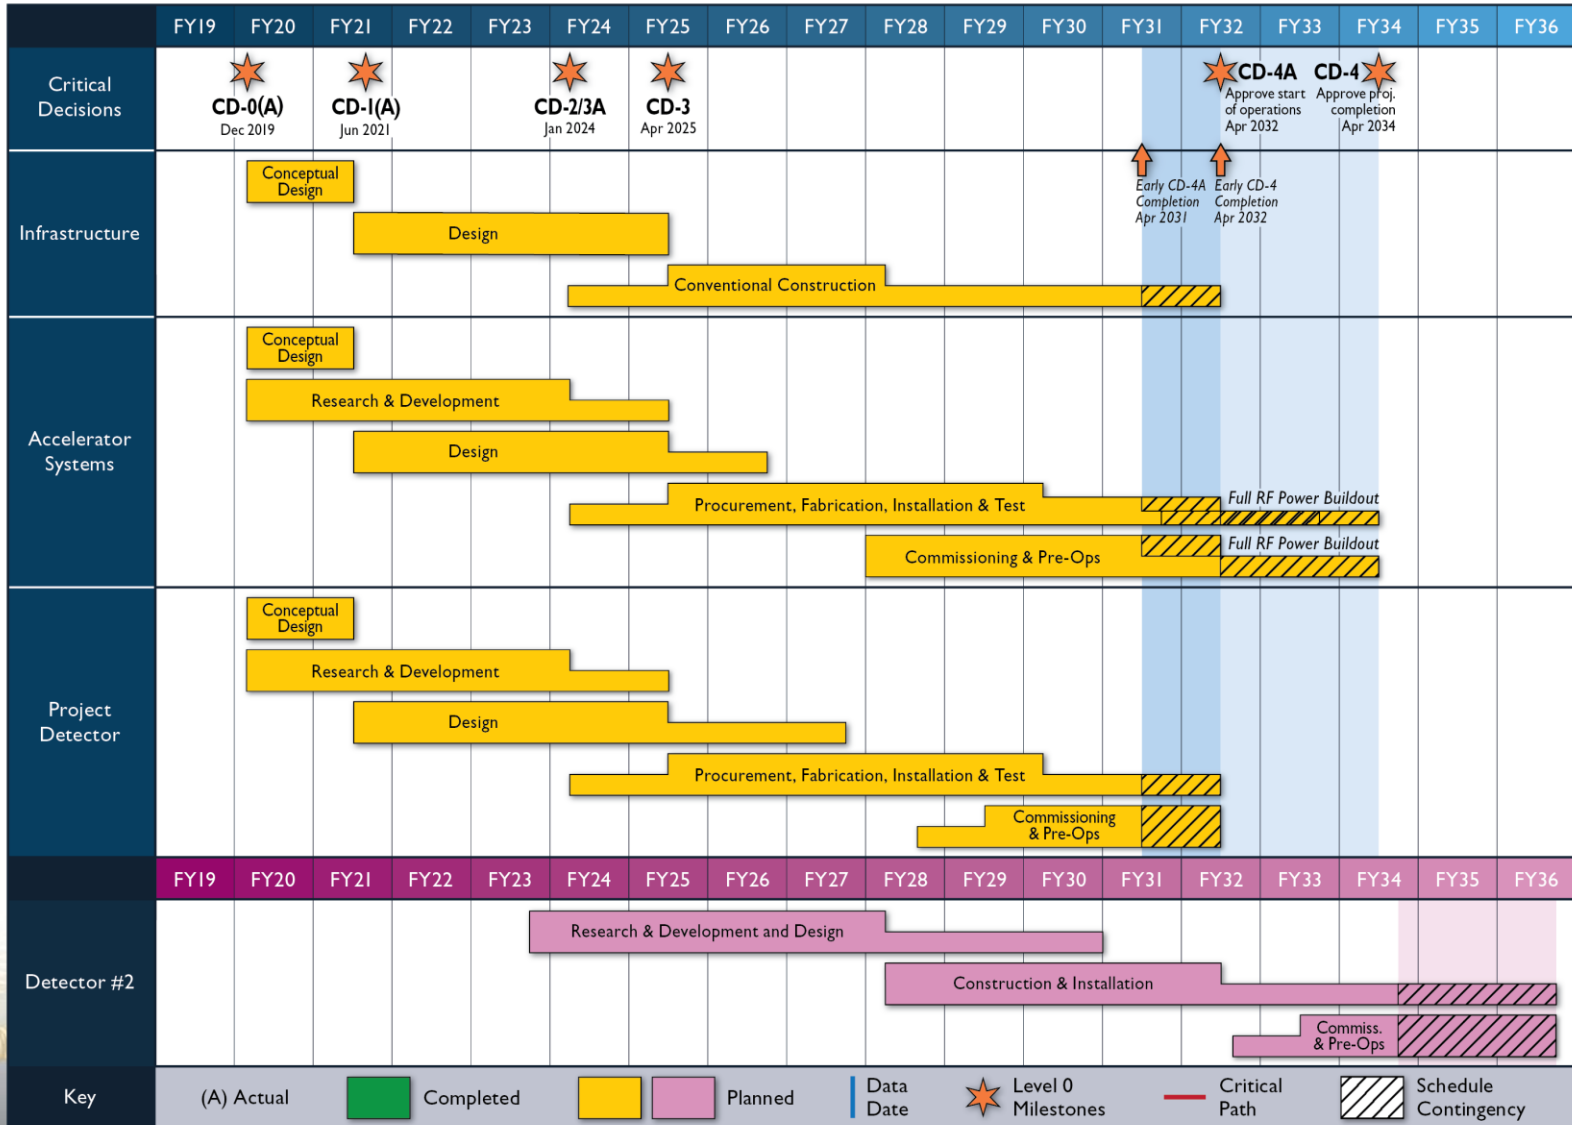 FY19 FY20 FY21 FY22 FY23 FY24 FY25 FY26 FY27 FY28 FY29 FY30 FY31 FY32 FY33 FY34 FY35 FY36
Critical
Decisions
CD-0(A)
Dec 2019
CD-1(A)
Jun 2021
CD-2/3A
Jan 2024
CD-3
Apr 2025
CD-4A
Approve start
of operations
Apr 2032
CD-4
Approve proj.
completion
Apr 2034
Early CD-4A
Completion
Apr 2031
Early CD-4
Completion
Apr 2032
Infrastructure
Conceptual
Design
Design
Conventional Construction
Accelerator
Systems
Conceptual
Design
Research & Development
Design
Procurement, Fabrication, Installation & Test
Full RF Power Buildout
Commissioning & Pre-Ops
Full RF Power Buildout
Project
Detector
Conceptual
Design
Research & Development
Design
Procurement, Fabrication, Installation & Test
Commissioning
& Pre-Ops
FY19 FY20 FY21 FY22 FY23 FY24 FY25 FY26 FY27 FY28 FY29 FY30 FY31 FY32 FY33 FY34 FY35 FY36
Detector #2
Research & Development and Design
Construction & Installation
Commiss.
& Pre-Ops
Key
(A) Actual
Completed
Planned
Data
Date
Level 0
Milestones
Critical
Path
Schedule
Contingency